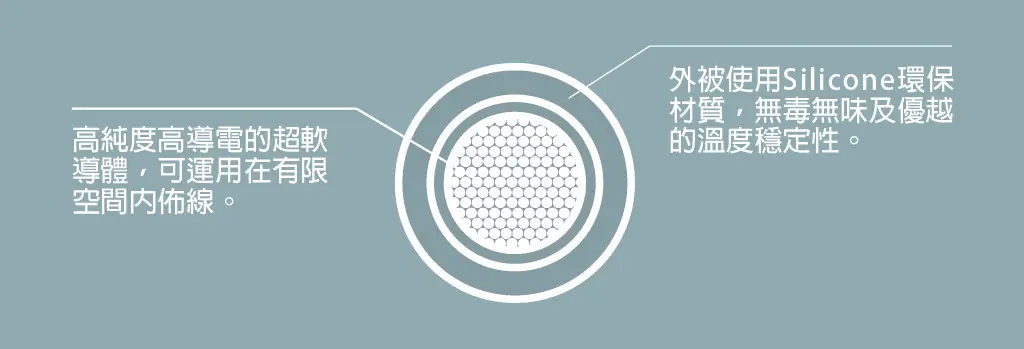 高純度高導電的超軟
導體，可運用在有限
空間內佈線。
外被使用Silicone環保
材質，無毒無味及優越
的溫度穩定性。